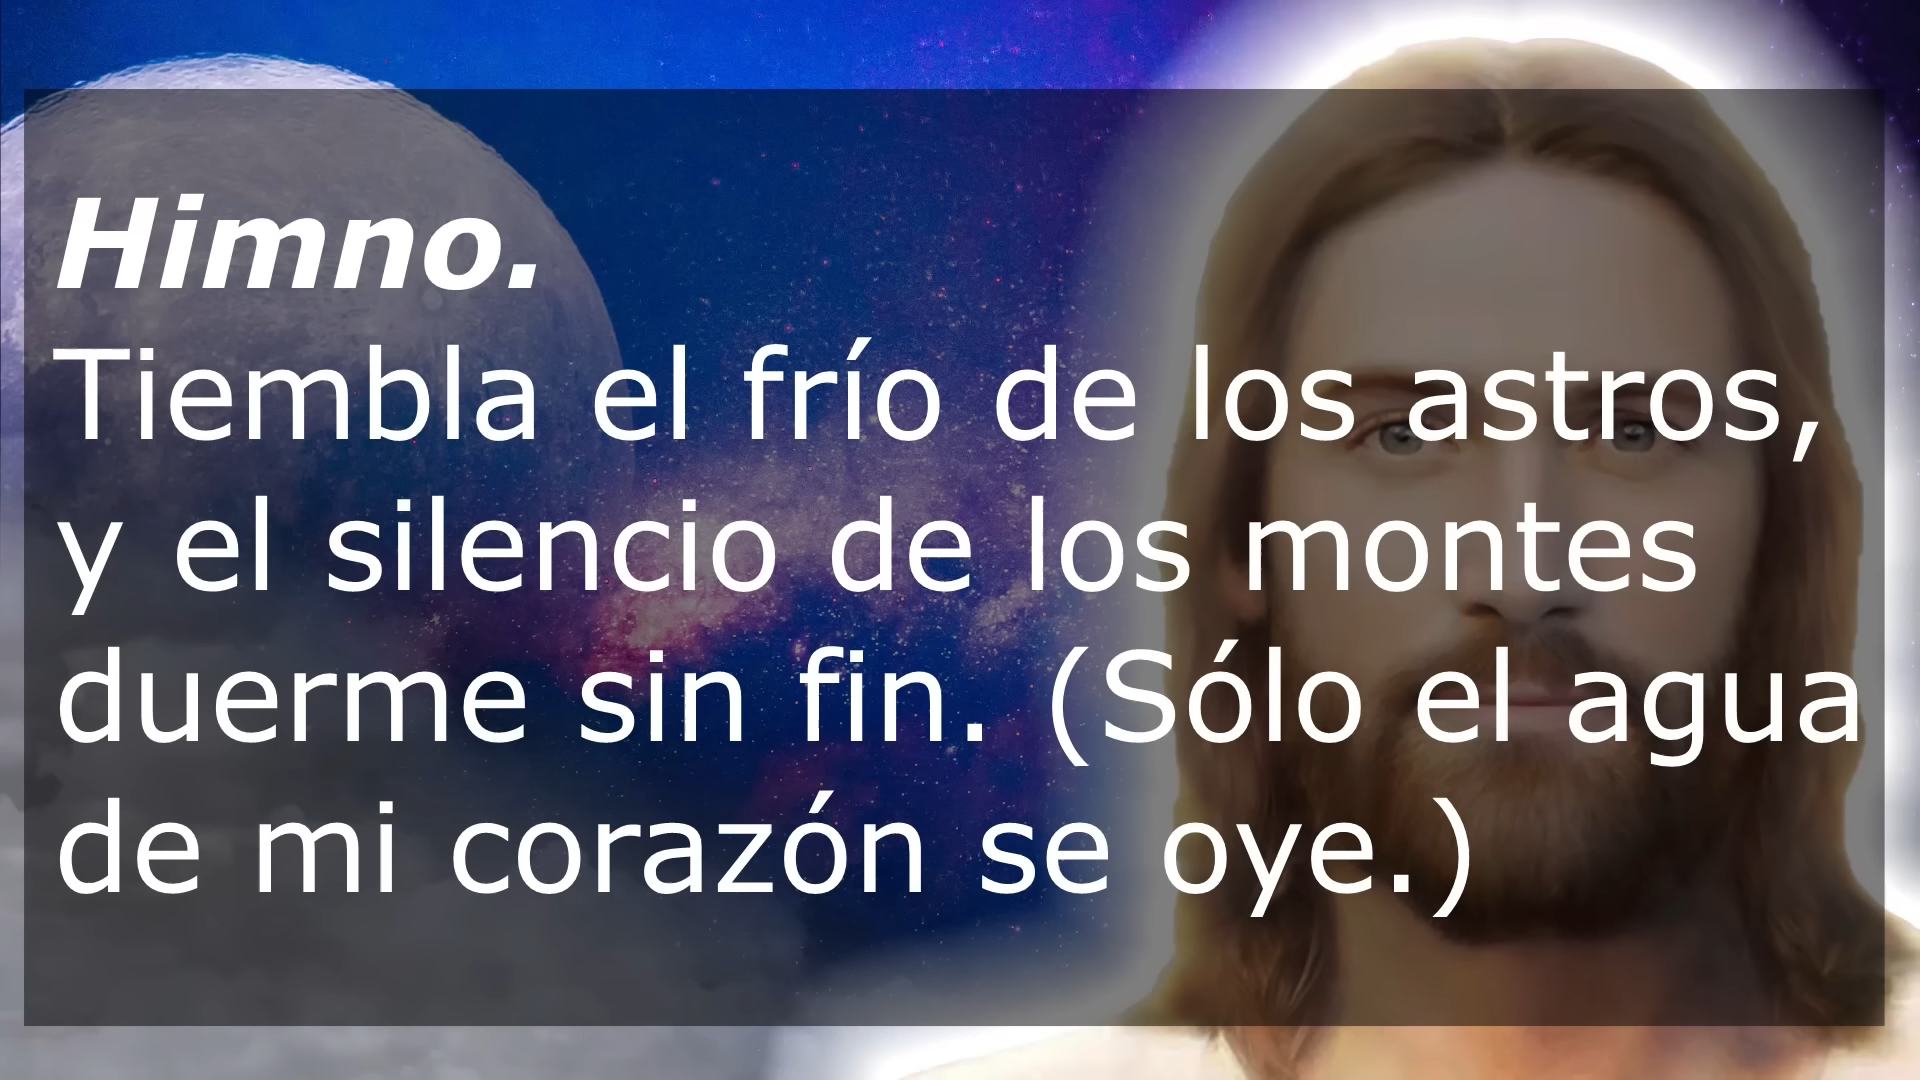 Himno.
Tiembla el frío de los astros,
y el silencio de los montes
duerme sin fin. (Sólo el agua
de mi corazón se oye.)